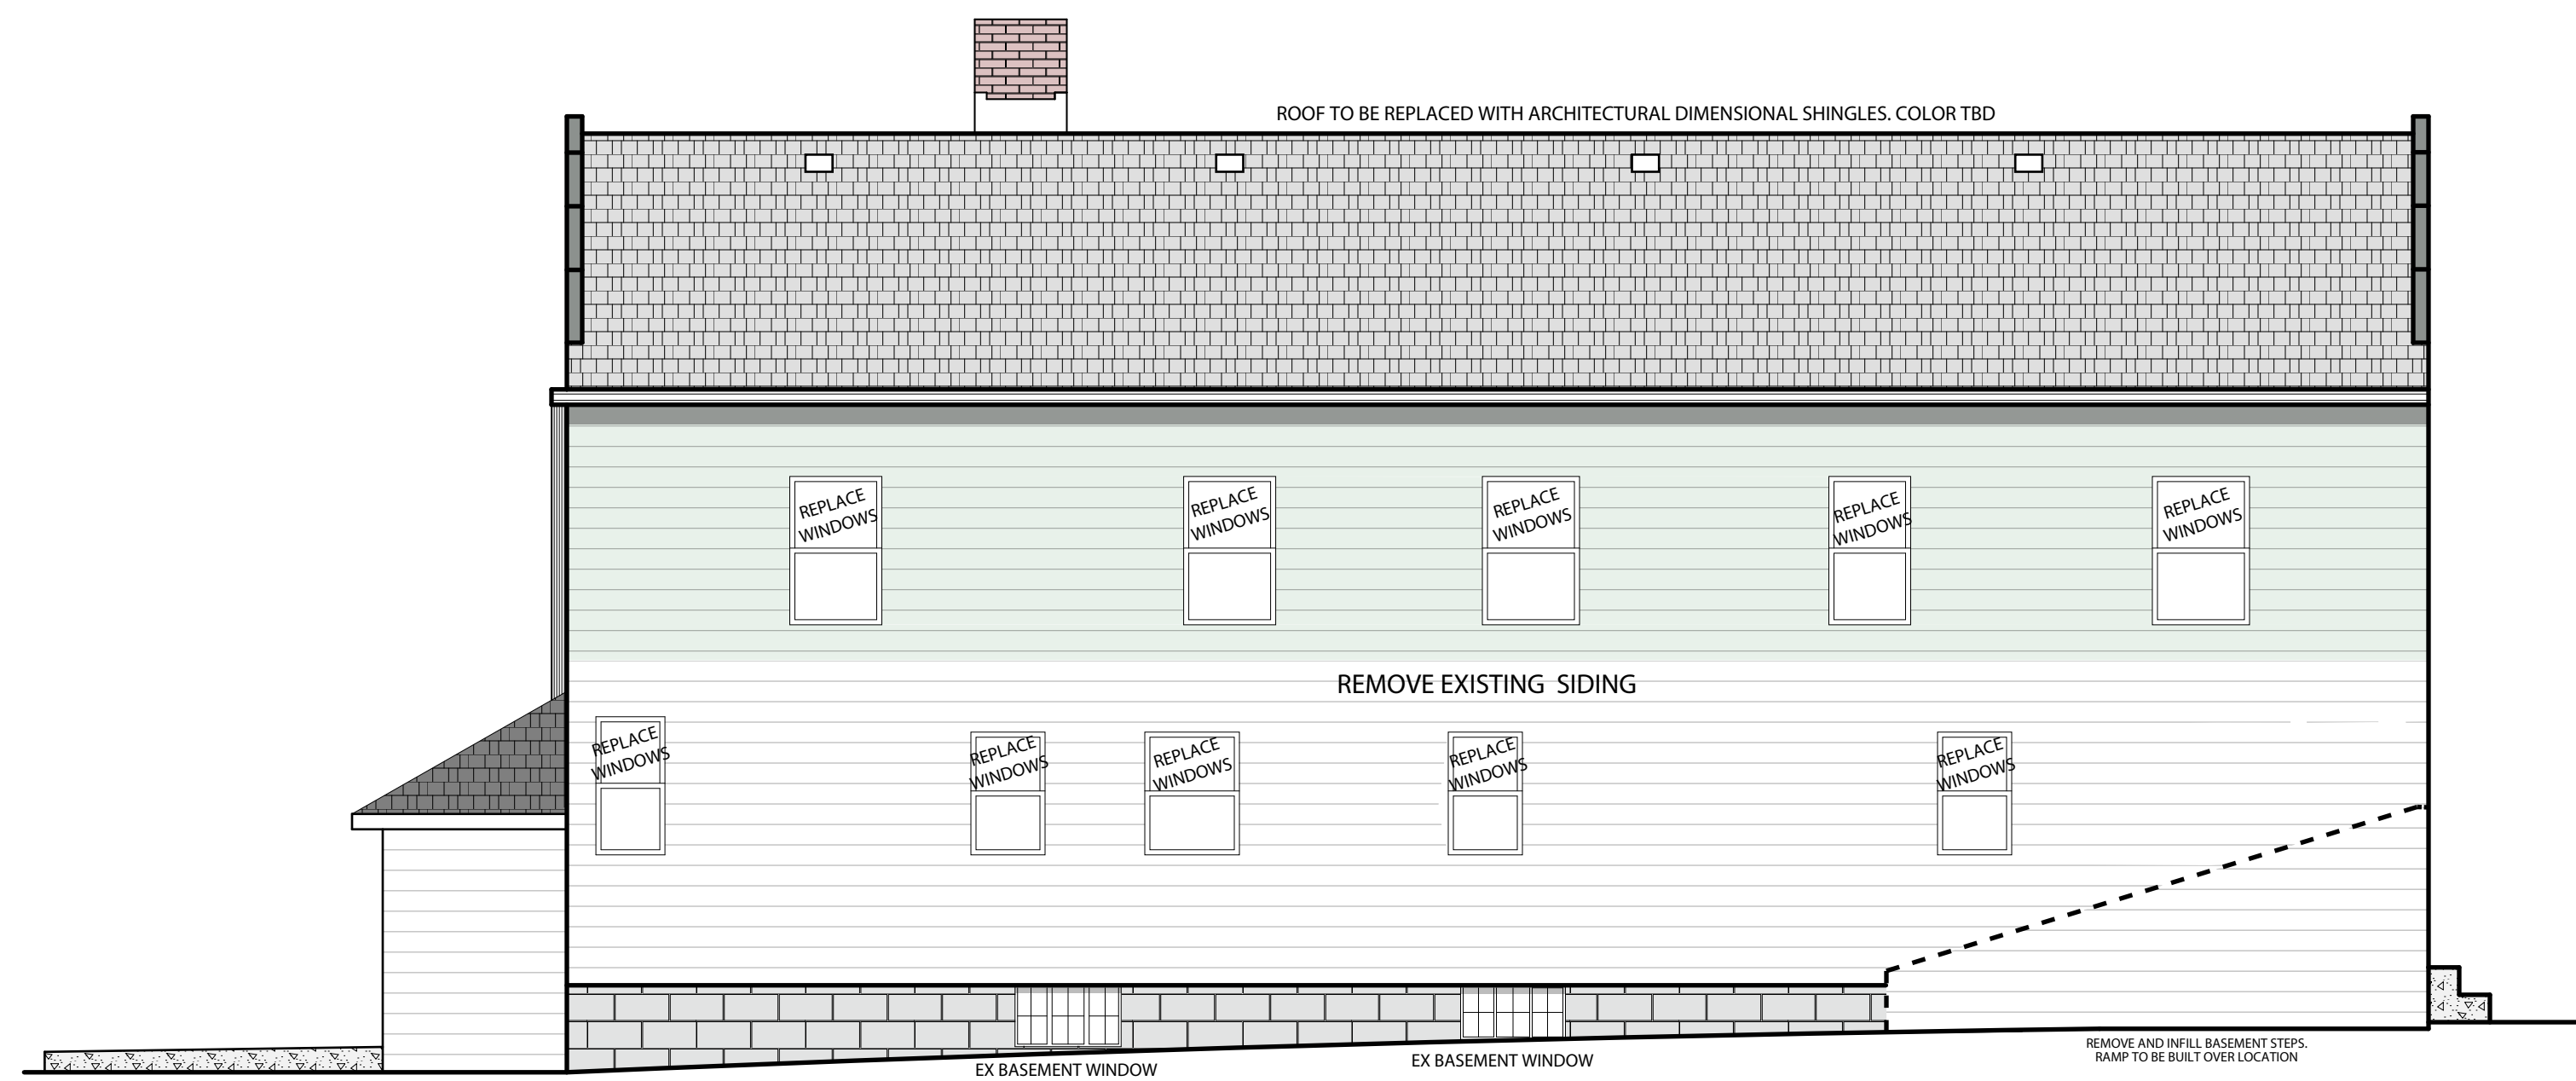 ROOF TO BE REPLACED WITH ARCHITECTURAL DIMENSIONAL SHINGLES. COLOR TBD
REPLACE
WINDOWS
REPLACE
WINDOWS
REPLACE
WINDOWS
REPLACE
WINDOWS
REPLACE
WINDOWS
REMOVE EXISTING  SIDING
REPLACE
WINDOWS
REPLACE
WINDOWS
REPLACE
WINDOWS
REPLACE
WINDOWS
REPLACE
WINDOWS
EX BASEMENT WINDOW
EX BASEMENT WINDOW
REMOVE AND INFILL BASEMENT STEPS.
RAMP TO BE BUILT OVER LOCATION